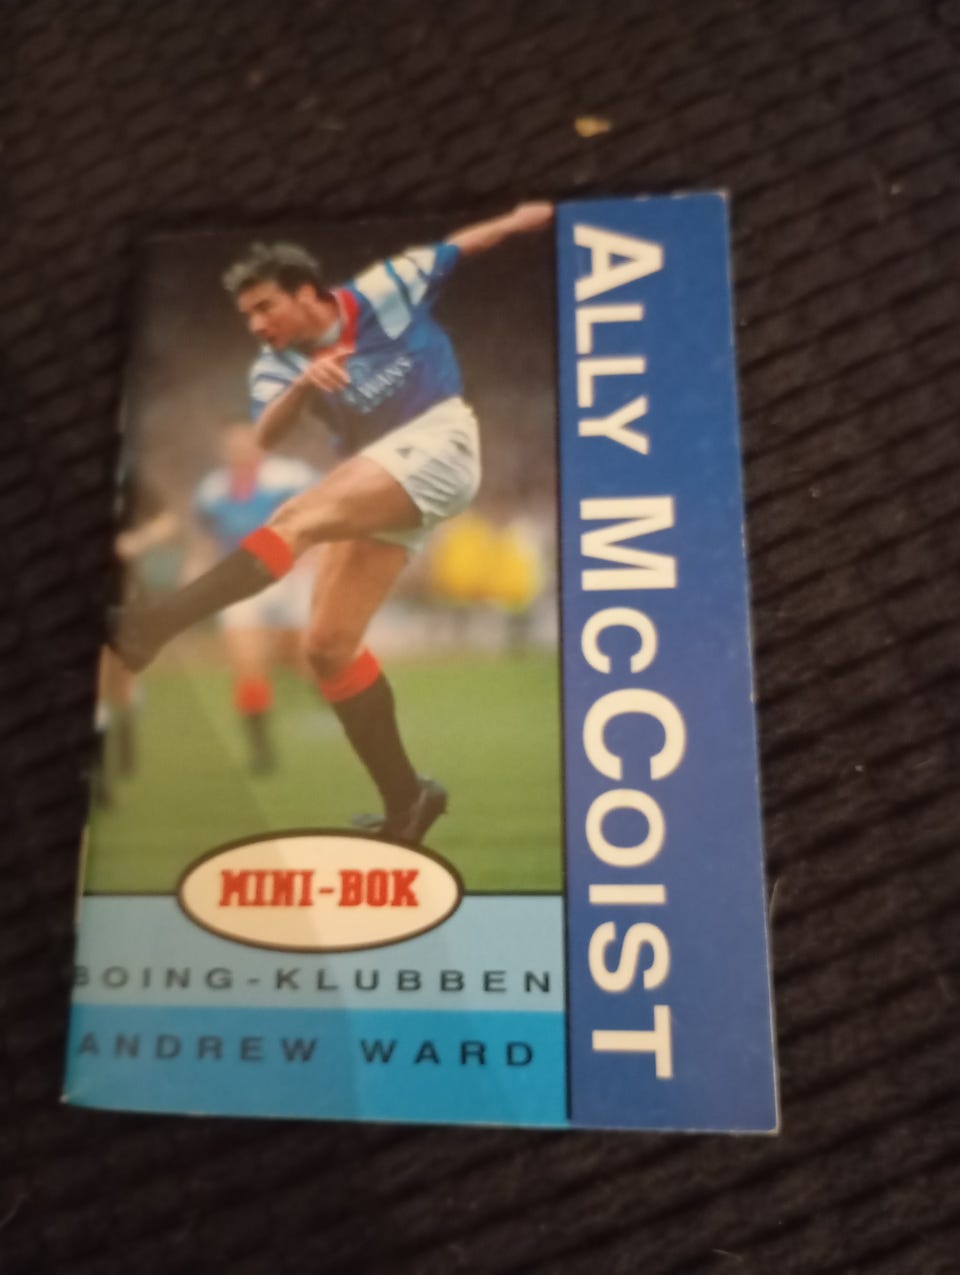 ALLY MCCOIST
MINI-BOK
BOING-KLUBBEN
ANDREW WARD